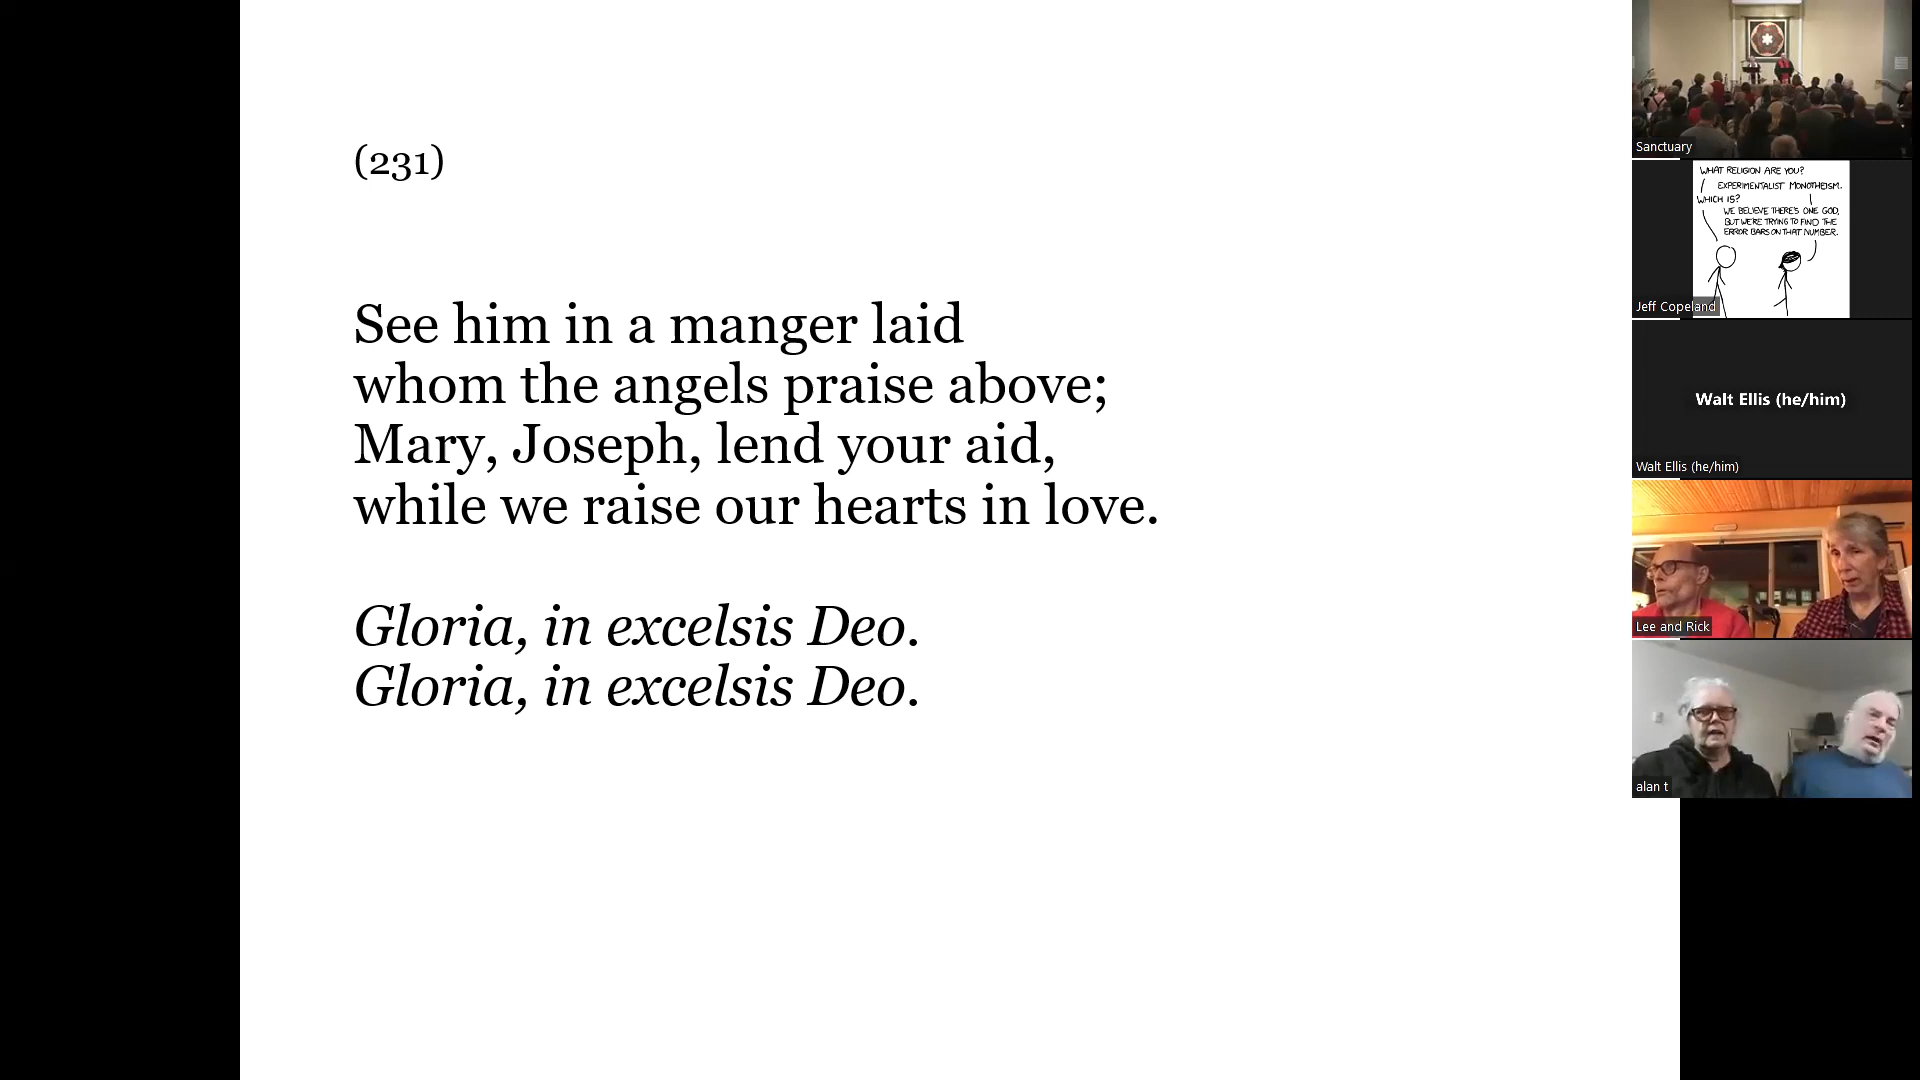 (231)
See him in a manger laid
whom the angels praise above;
Mary, Joseph, lend your aid,
while we raise our hearts in love.
Gloria, in excelsis Deo.
Gloria, in excelsis Deo.
Sanctuary
WHAT RELIGION ARE YOU?
EXPERIMENTALIST MONOTHEISM.
WHICH IS?
WE BELIEVE THERE'S ONE GOD,
BUT WE'RE TRYING TO FIND THE
ERROR BARS ON THAT NUMBER.
Jeff Copeland
Walt Ellis (he/him)
Walt Ellis (he/him)
Lee and Rick
alan t